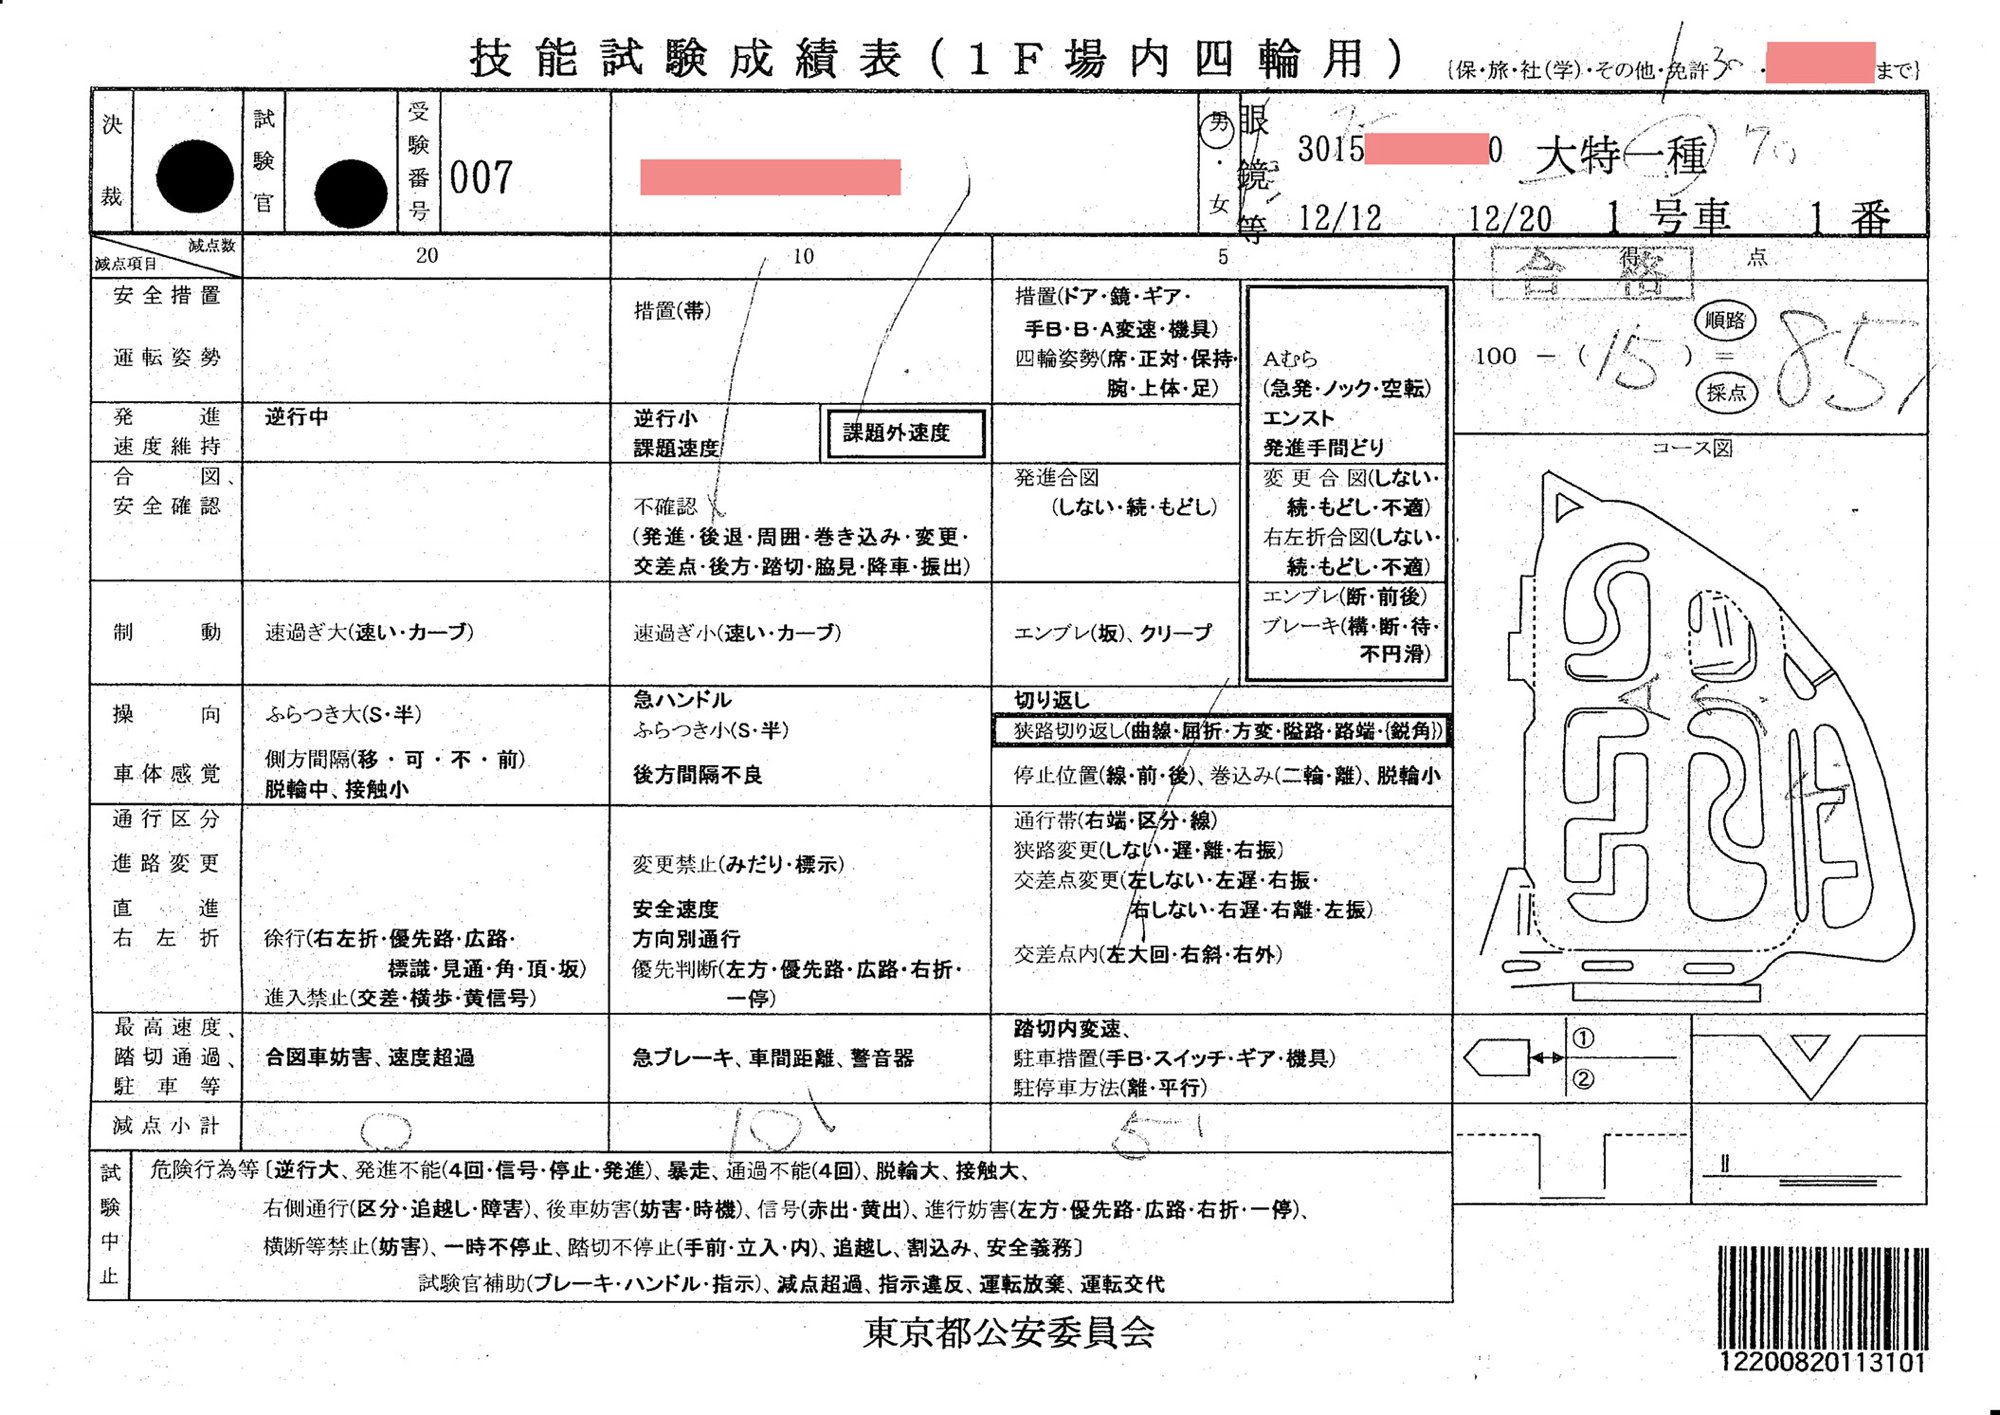 技能試験成績表(1F場内四輪用)
{保・旅・社(学)・その他・免許 30 ・ まで}
決裁
試験官
受験番号
007
男・女
眼鏡等
3015 0 大特一種 70
12/12 12/20 1号車 1番
減点数
減点項目
20
10
5
得点
合格
安全措置
運転姿勢
措置(帯)
措置(ドア・鏡・ギア・
手B・B・A変速・機具)
四輪姿勢(席・正対・保持・
腕・上体・足)
Aむら
(急発・ノック・空転)
エンスト
発進手間どり
100 - ( 15 ) = 85
順路
採点
発進
速度維持
逆行中
逆行小
課題速度
課題外速度
コース図
合図、
安全確認
不確認
(発進・後退・周囲・巻き込み・変更・
交差点・後方・踏切・脇見・降車・振出)
発進合図
(しない・続・もどし)
変更合図(しない・
続・もどし・不適)
右左折合図(しない・
続・もどし・不適)
制動
速過ぎ大(速い・カーブ)
速過ぎ小(速い・カーブ)
エンブレ(坂)、クリープ
エンブレ(断・前後)
ブレーキ(構・断・待・
不円滑)
操向
車体感覚
ふらつき大(S・半)
側方間隔(移・可・不・前)
脱輪中、接触小
急ハンドル
ふらつき小(S・半)
後方間隔不良
切り返し
狭路切り返し(曲線・屈折・方変・隘路・路端・{鋭角})
停止位置(線・前・後)、巻込み(二輪・離)、脱輪小
通行区分
進路変更
直進
右左折
徐行(右左折・優先路・広路・
標識・見通・角・頂・坂)
進入禁止(交差・横歩・黄信号)
変更禁止(みだり・標示)
安全速度
方向別通行
優先判断(左方・優先路・広路・右折・
一停)
通行帯(右端・区分・線)
狭路変更(しない・遅・離・右振)
交差点変更(左しない・左遅・右振・
右しない・右遅・右離・左振)
交差点内(左大回・右斜・右外)
最高速度、
踏切通過、
駐車等
合図車妨害、速度超過
急ブレーキ、車間距離、警音器
踏切内変速、
駐車措置(手B・スイッチ・ギア・機具)
駐停車方法(離・平行)
①
②
減点小計
0
10
5
試験中止
危険行為等〔逆行大、発進不能(4回・信号・停止・発進)、暴走、通過不能(4回)、脱輪大、接触大、
右側通行(区分・追越し・障害)、後車妨害(妨害・時機)、信号(赤出・黄出)、進行妨害(左方・優先路・広路・右折・一停)、
横断等禁止(妨害)、一時不停止、踏切不停止(手前・立入・内)、追越し、割込み、安全義務〕
試験官補助(ブレーキ・ハンドル・指示)、減点超過、指示違反、運転放棄、運転交代
東京都公安委員会
12200820113101